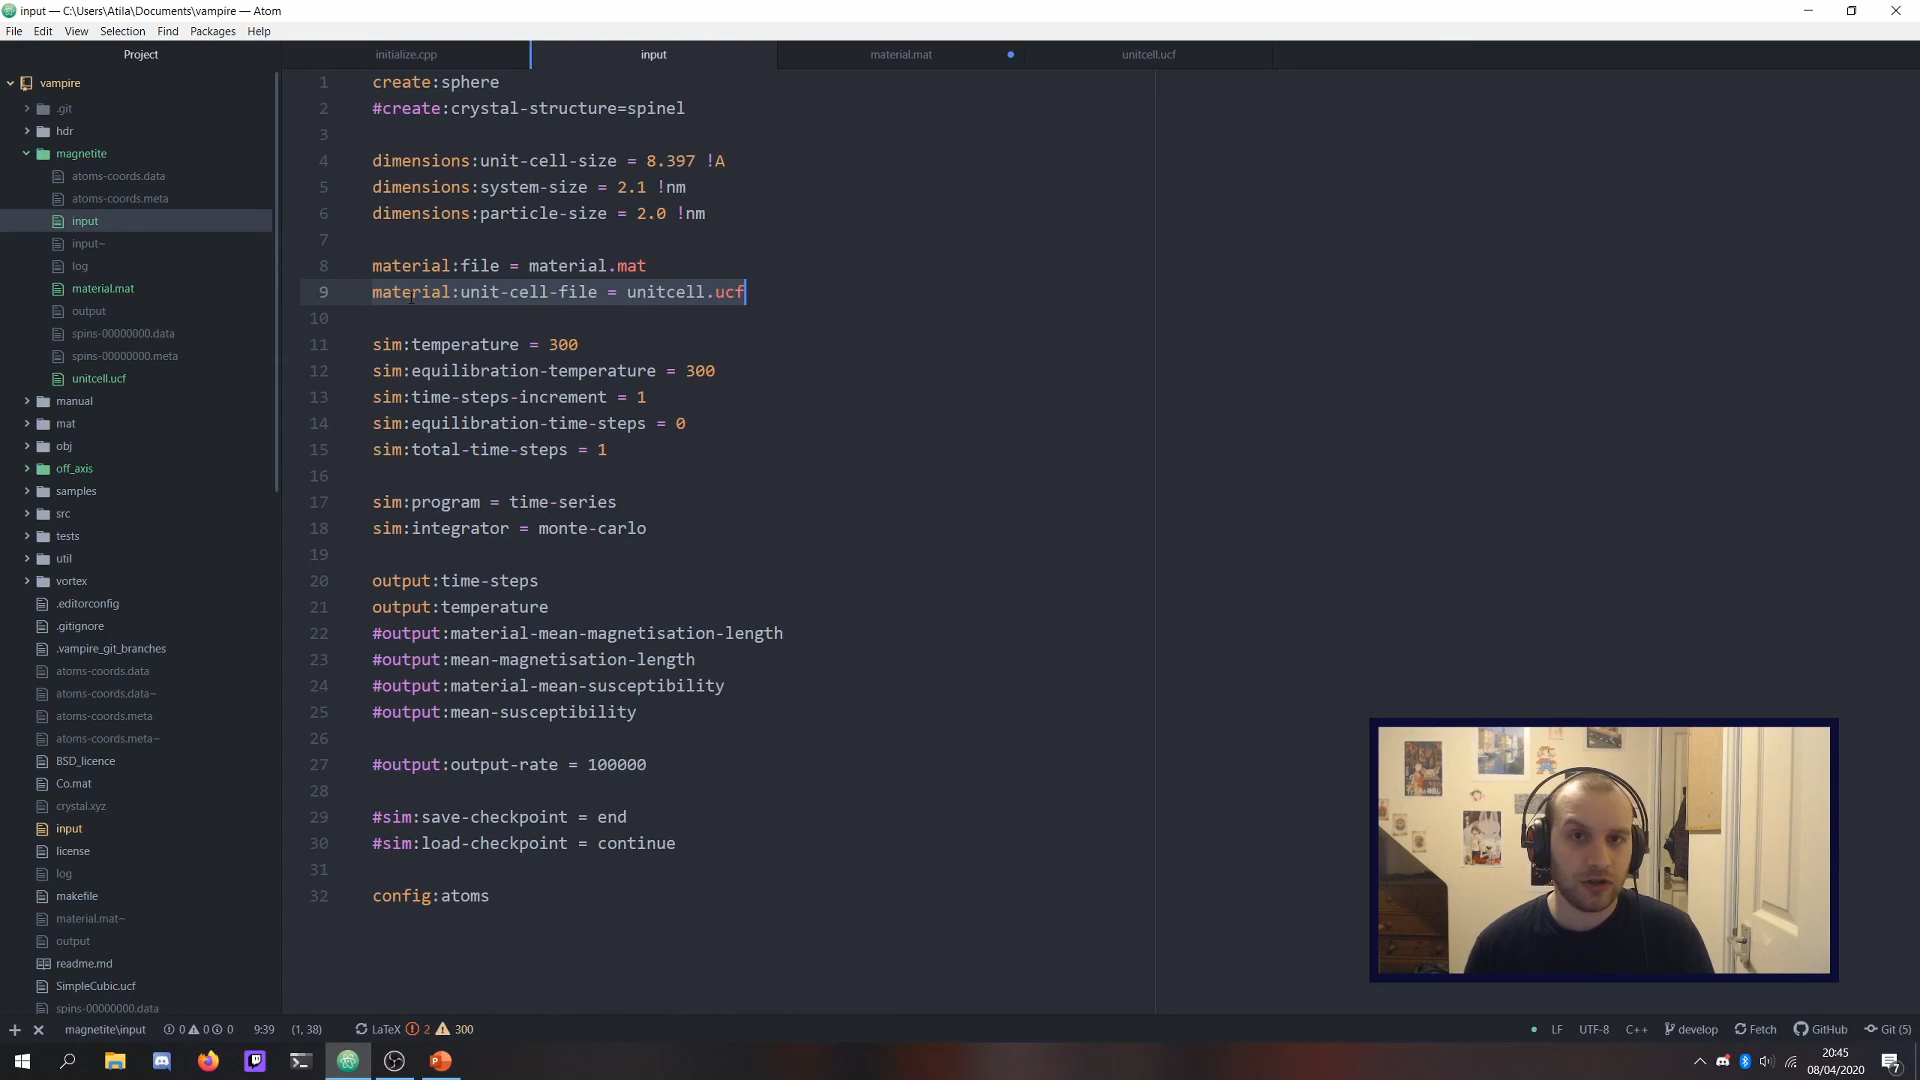 input — C:\Users\Atila\Documents\vampire — Atom
File Edit View Selection Find Packages Help
Project
vampire
.git
hdr
magnetite
atoms-coords.data
atoms-coords.meta
input
input~
log
material.mat
output
spins-00000000.data
spins-00000000.meta
unitcell.ucf
manual
mat
obj
off_axis
samples
src
tests
util
vortex
.editorconfig
.gitignore
.vampire_git_branches
atoms-coords.data
atoms-coords.data~
atoms-coords.meta
atoms-coords.meta~
BSD_licence
Co.mat
crystal.xyz
input
license
log
makefile
material.mat~
output
readme.md
SimpleCubic.ucf
spins-00000000.data
initialize.cpp input material.mat unitcell.ucf
1 create:sphere
2 #create:crystal-structure=spinel
3
4 dimensions:unit-cell-size = 8.397 !A
5 dimensions:system-size = 2.1 !nm
6 dimensions:particle-size = 2.0 !nm
7
8 material:file = material.mat
9 material:unit-cell-file = unitcell.ucf
10
11 sim:temperature = 300
12 sim:equilibration-temperature = 300
13 sim:time-steps-increment = 1
14 sim:equilibration-time-steps = 0
15 sim:total-time-steps = 1
16
17 sim:program = time-series
18 sim:integrator = monte-carlo
19
20 output:time-steps
21 output:temperature
22 #output:material-mean-magnetisation-length
23 #output:mean-magnetisation-length
24 #output:material-mean-susceptibility
25 #output:mean-susceptibility
26
27 #output:output-rate = 100000
28
29 #sim:save-checkpoint = end
30 #sim:load-checkpoint = continue
31
32 config:atoms
magnetite\input 0 0 0 9:39 (1, 38) LaTeX 2 300 LF UTF-8 C++ develop Fetch GitHub Git (5)
20:45
08/04/2020
7